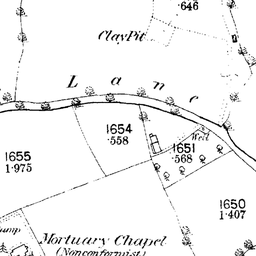 .646
Clay Pit
Lane
1654
.558
Well
1651
.568
1655
1.975
1650
1.407
Mortuary Chapel
(Nonconformist)